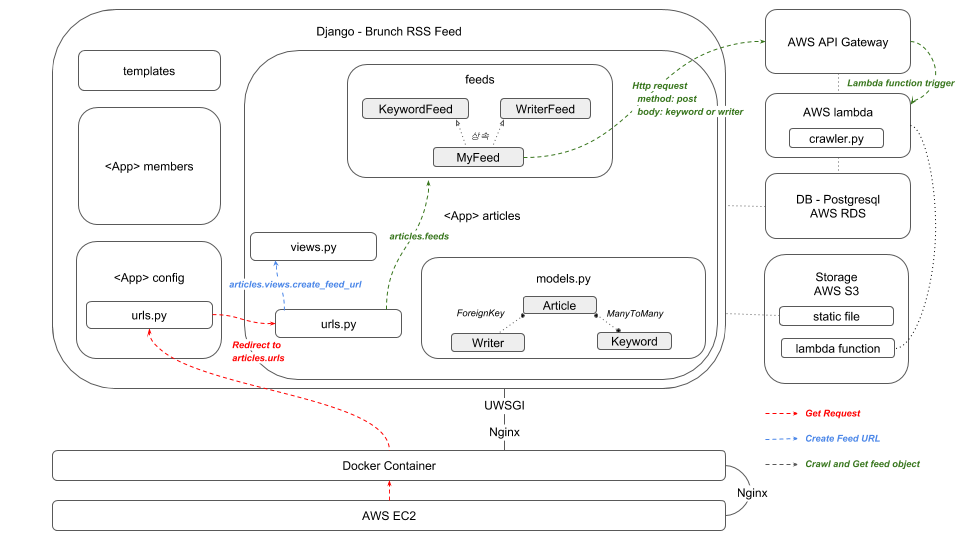 Django - Brunch RSS Feed
templates
<App> members
<App> config
urls.py
feeds
KeywordFeed
WriterFeed
상속
MyFeed
<App> articles
articles.feeds
views.py
articles.views.create_feed_url
urls.py
Redirect to
articles.urls
models.py
Article
ForeignKey
ManyToMany
Writer
Keyword
Http request
method: post
body: keyword or writer
AWS API Gateway
Lambda function trigger
AWS lambda
crawler.py
DB - Postgresql
AWS RDS
Storage
AWS S3
static file
lambda function
UWSGI
Nginx
Docker Container
AWS EC2
Nginx
Get Request
Create Feed URL
Crawl and Get feed object